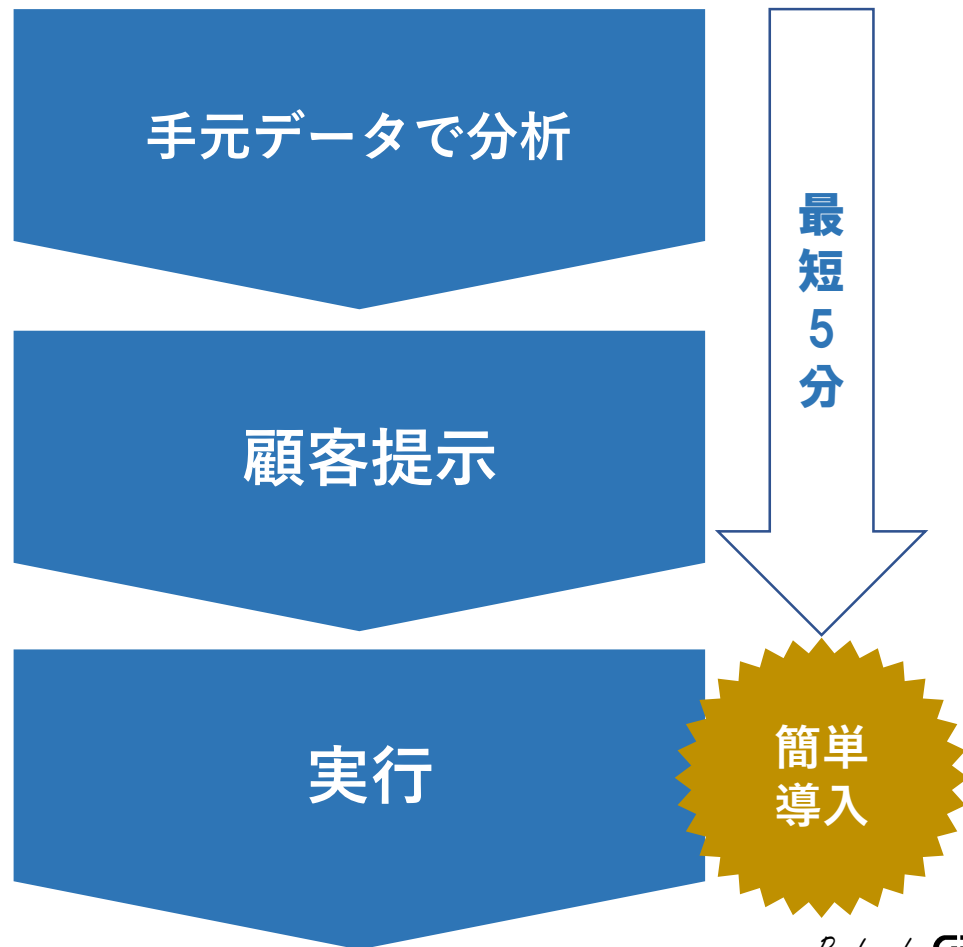 手元データで分析
最短5分
顧客提示
実行
簡単
導入